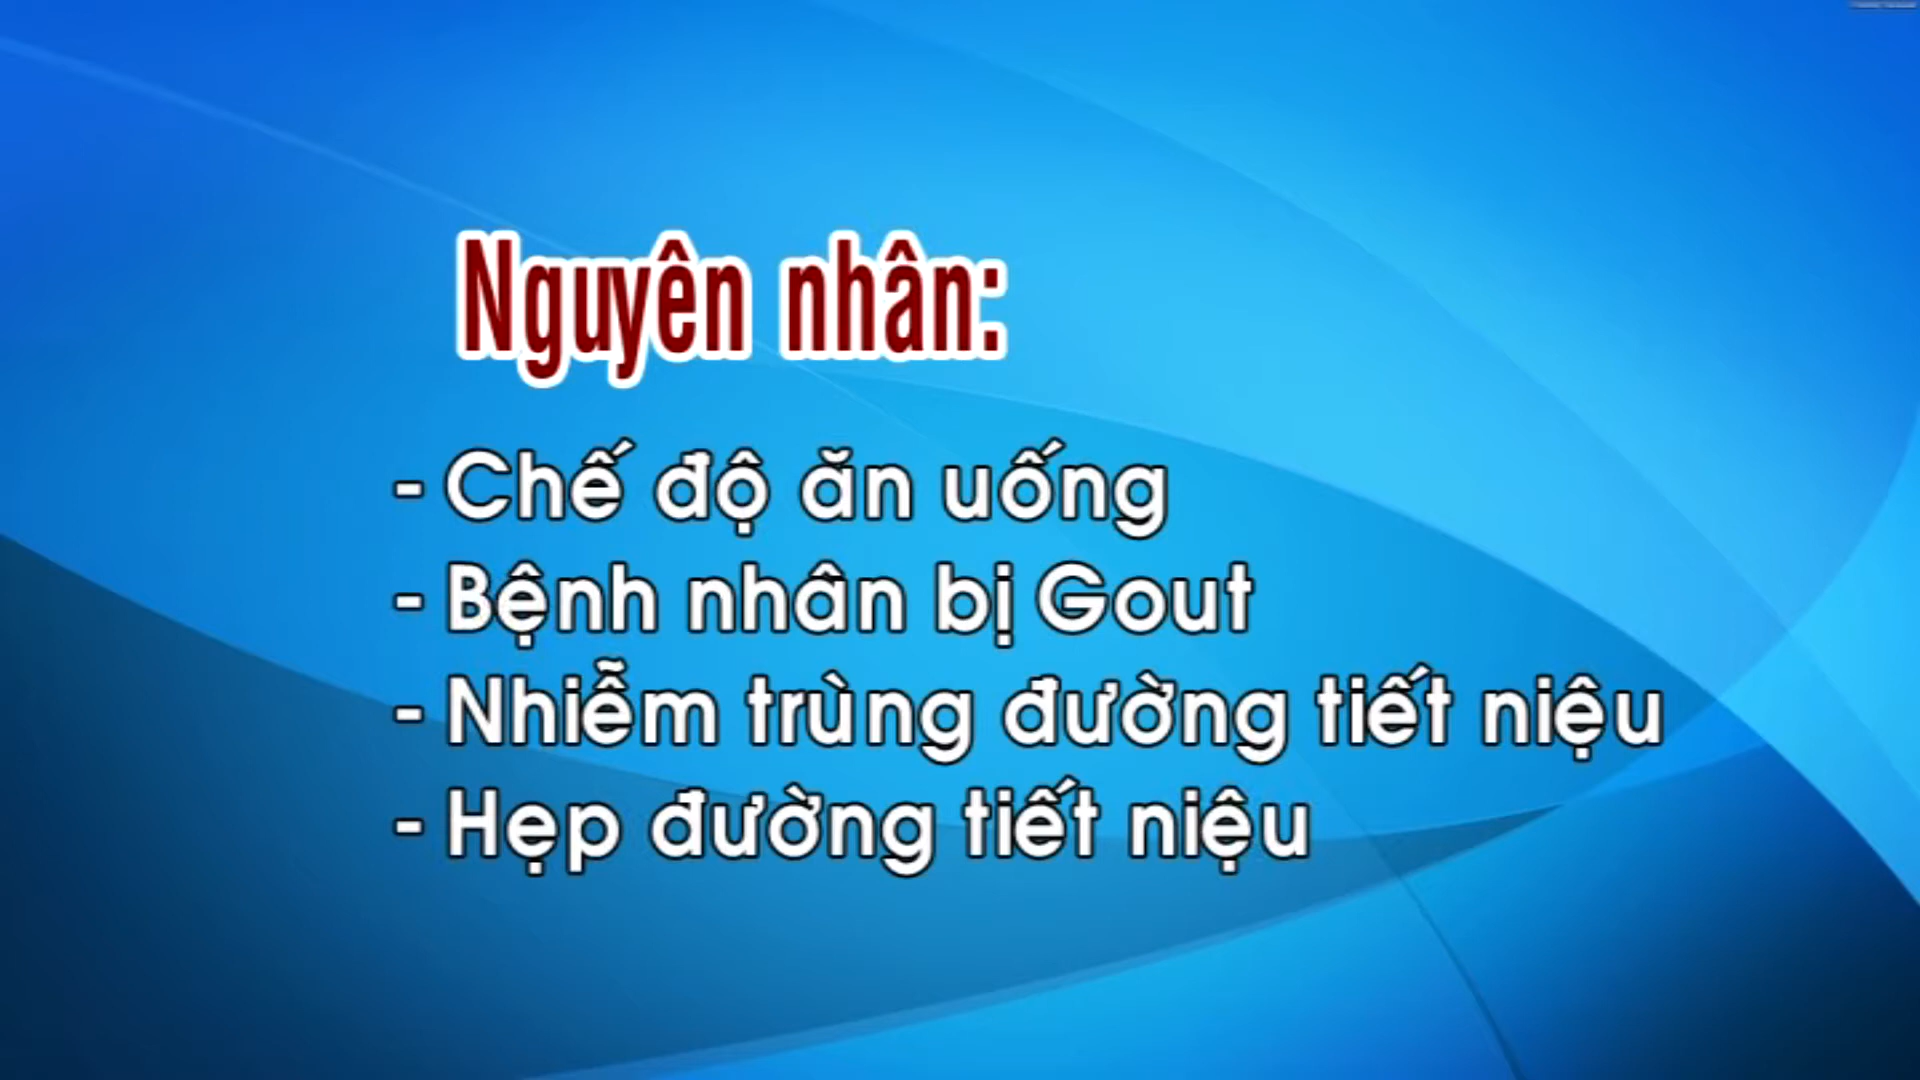 Nguyên nhân:
- Chế độ ăn uống
- Bệnh nhân bị Gout
- Nhiễm trùng đường tiết niệu
- Hẹp đường tiết niệu